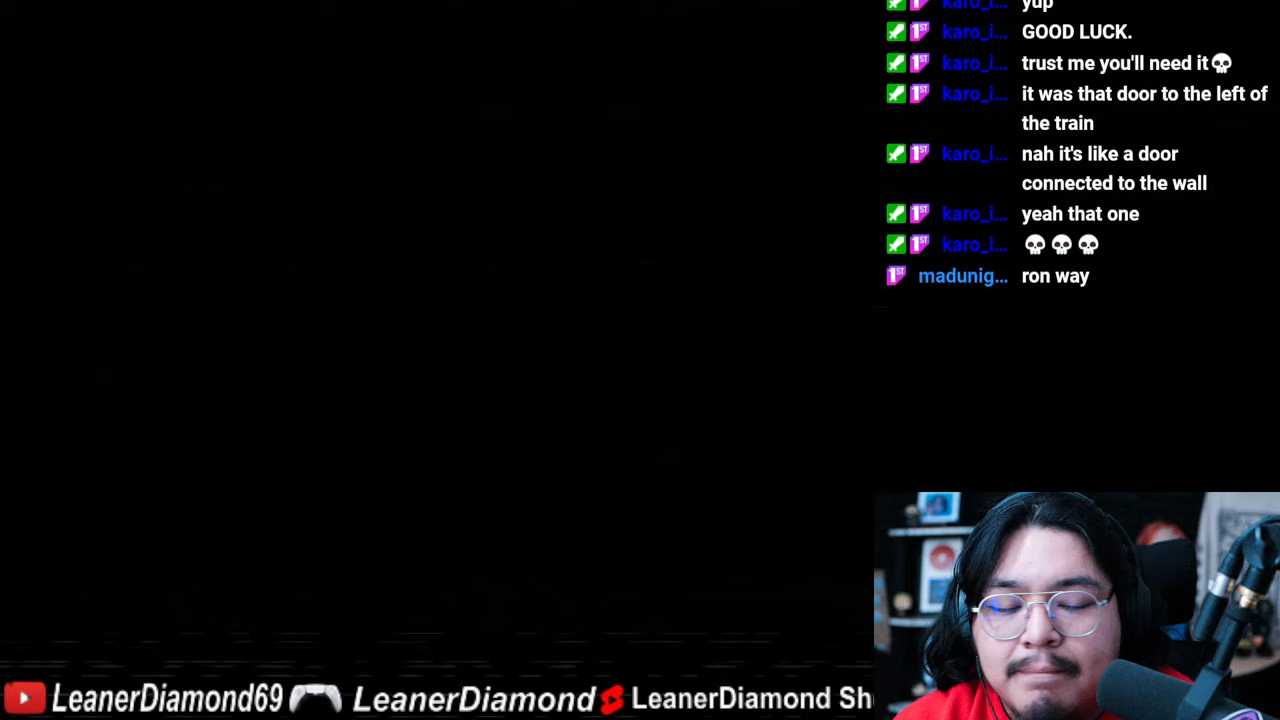 karo_i... yup
karo_i... GOOD LUCK.
karo_i... trust me you'll need it💀
karo_i... it was that door to the left of
the train
karo_i... nah it's like a door
connected to the wall
karo_i... yeah that one
karo_i... 💀💀💀
madunig... ron way
LeanerDiamond69 LeanerDiamond LeanerDiamond Sh